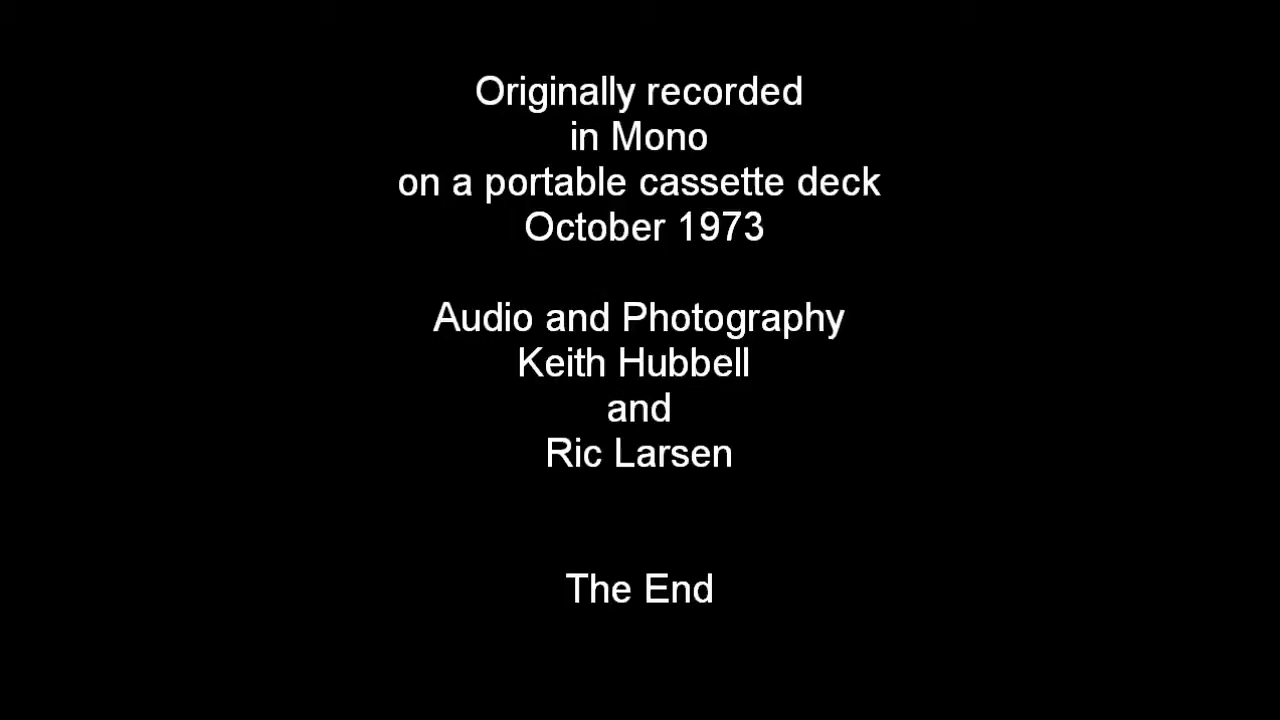 Originally recorded
in Mono
on a portable cassette deck
October 1973
Audio and Photography
Keith Hubbell
and
Ric Larsen
The End